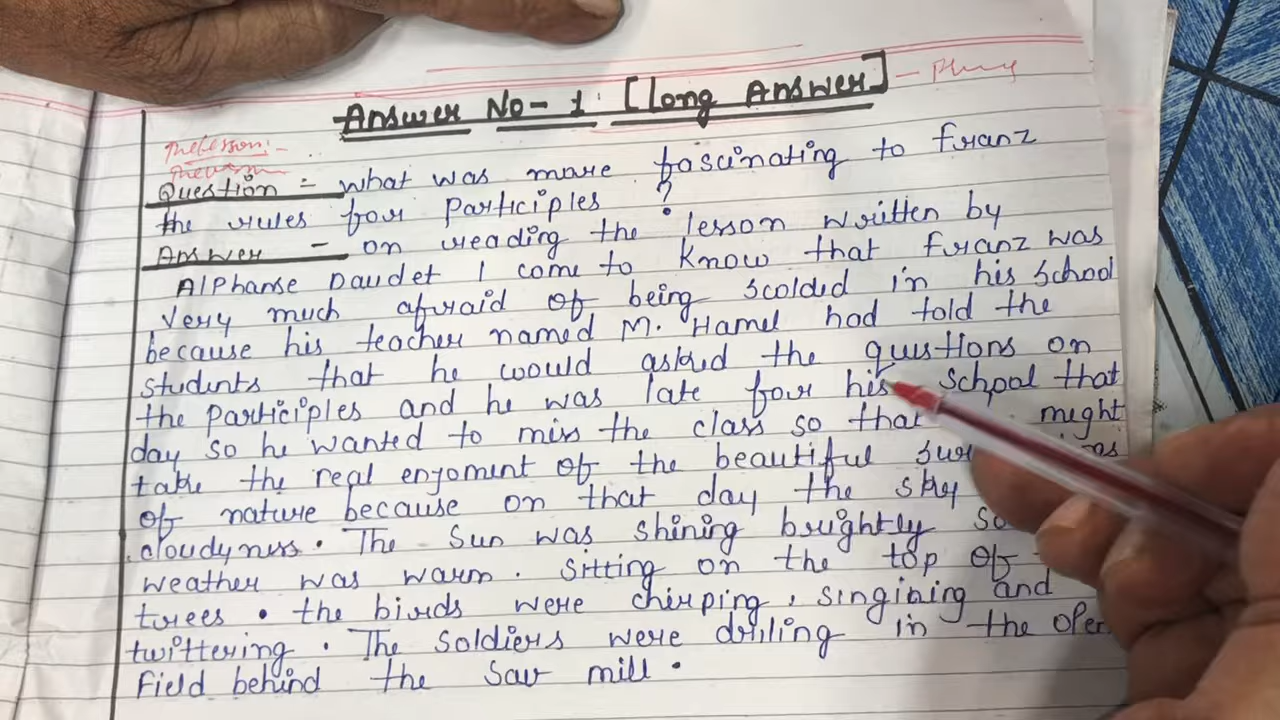 Answer No- 1. [Long Answer]
Question = what was more fascinating to franz
the rules for Participles ?
Answer - on reading the lesson written by
Alphanse Daudet I come to know that franz was
very much afraid of being scolded in his school
because his teacher named M. Hamel had told the
students that he would asked the qustions on
the participles and he was late for his school that
day so he wanted to miss the class so that meght
take the real enjoment of the beautiful
of nature because on that day the sky
cloudyness. The Sun was shining brightly
weather was warm. Sitting on the top of
trees. the birds were chirping, singining and
twittering. The soldiers were driling in the open
field behind the saw mill.